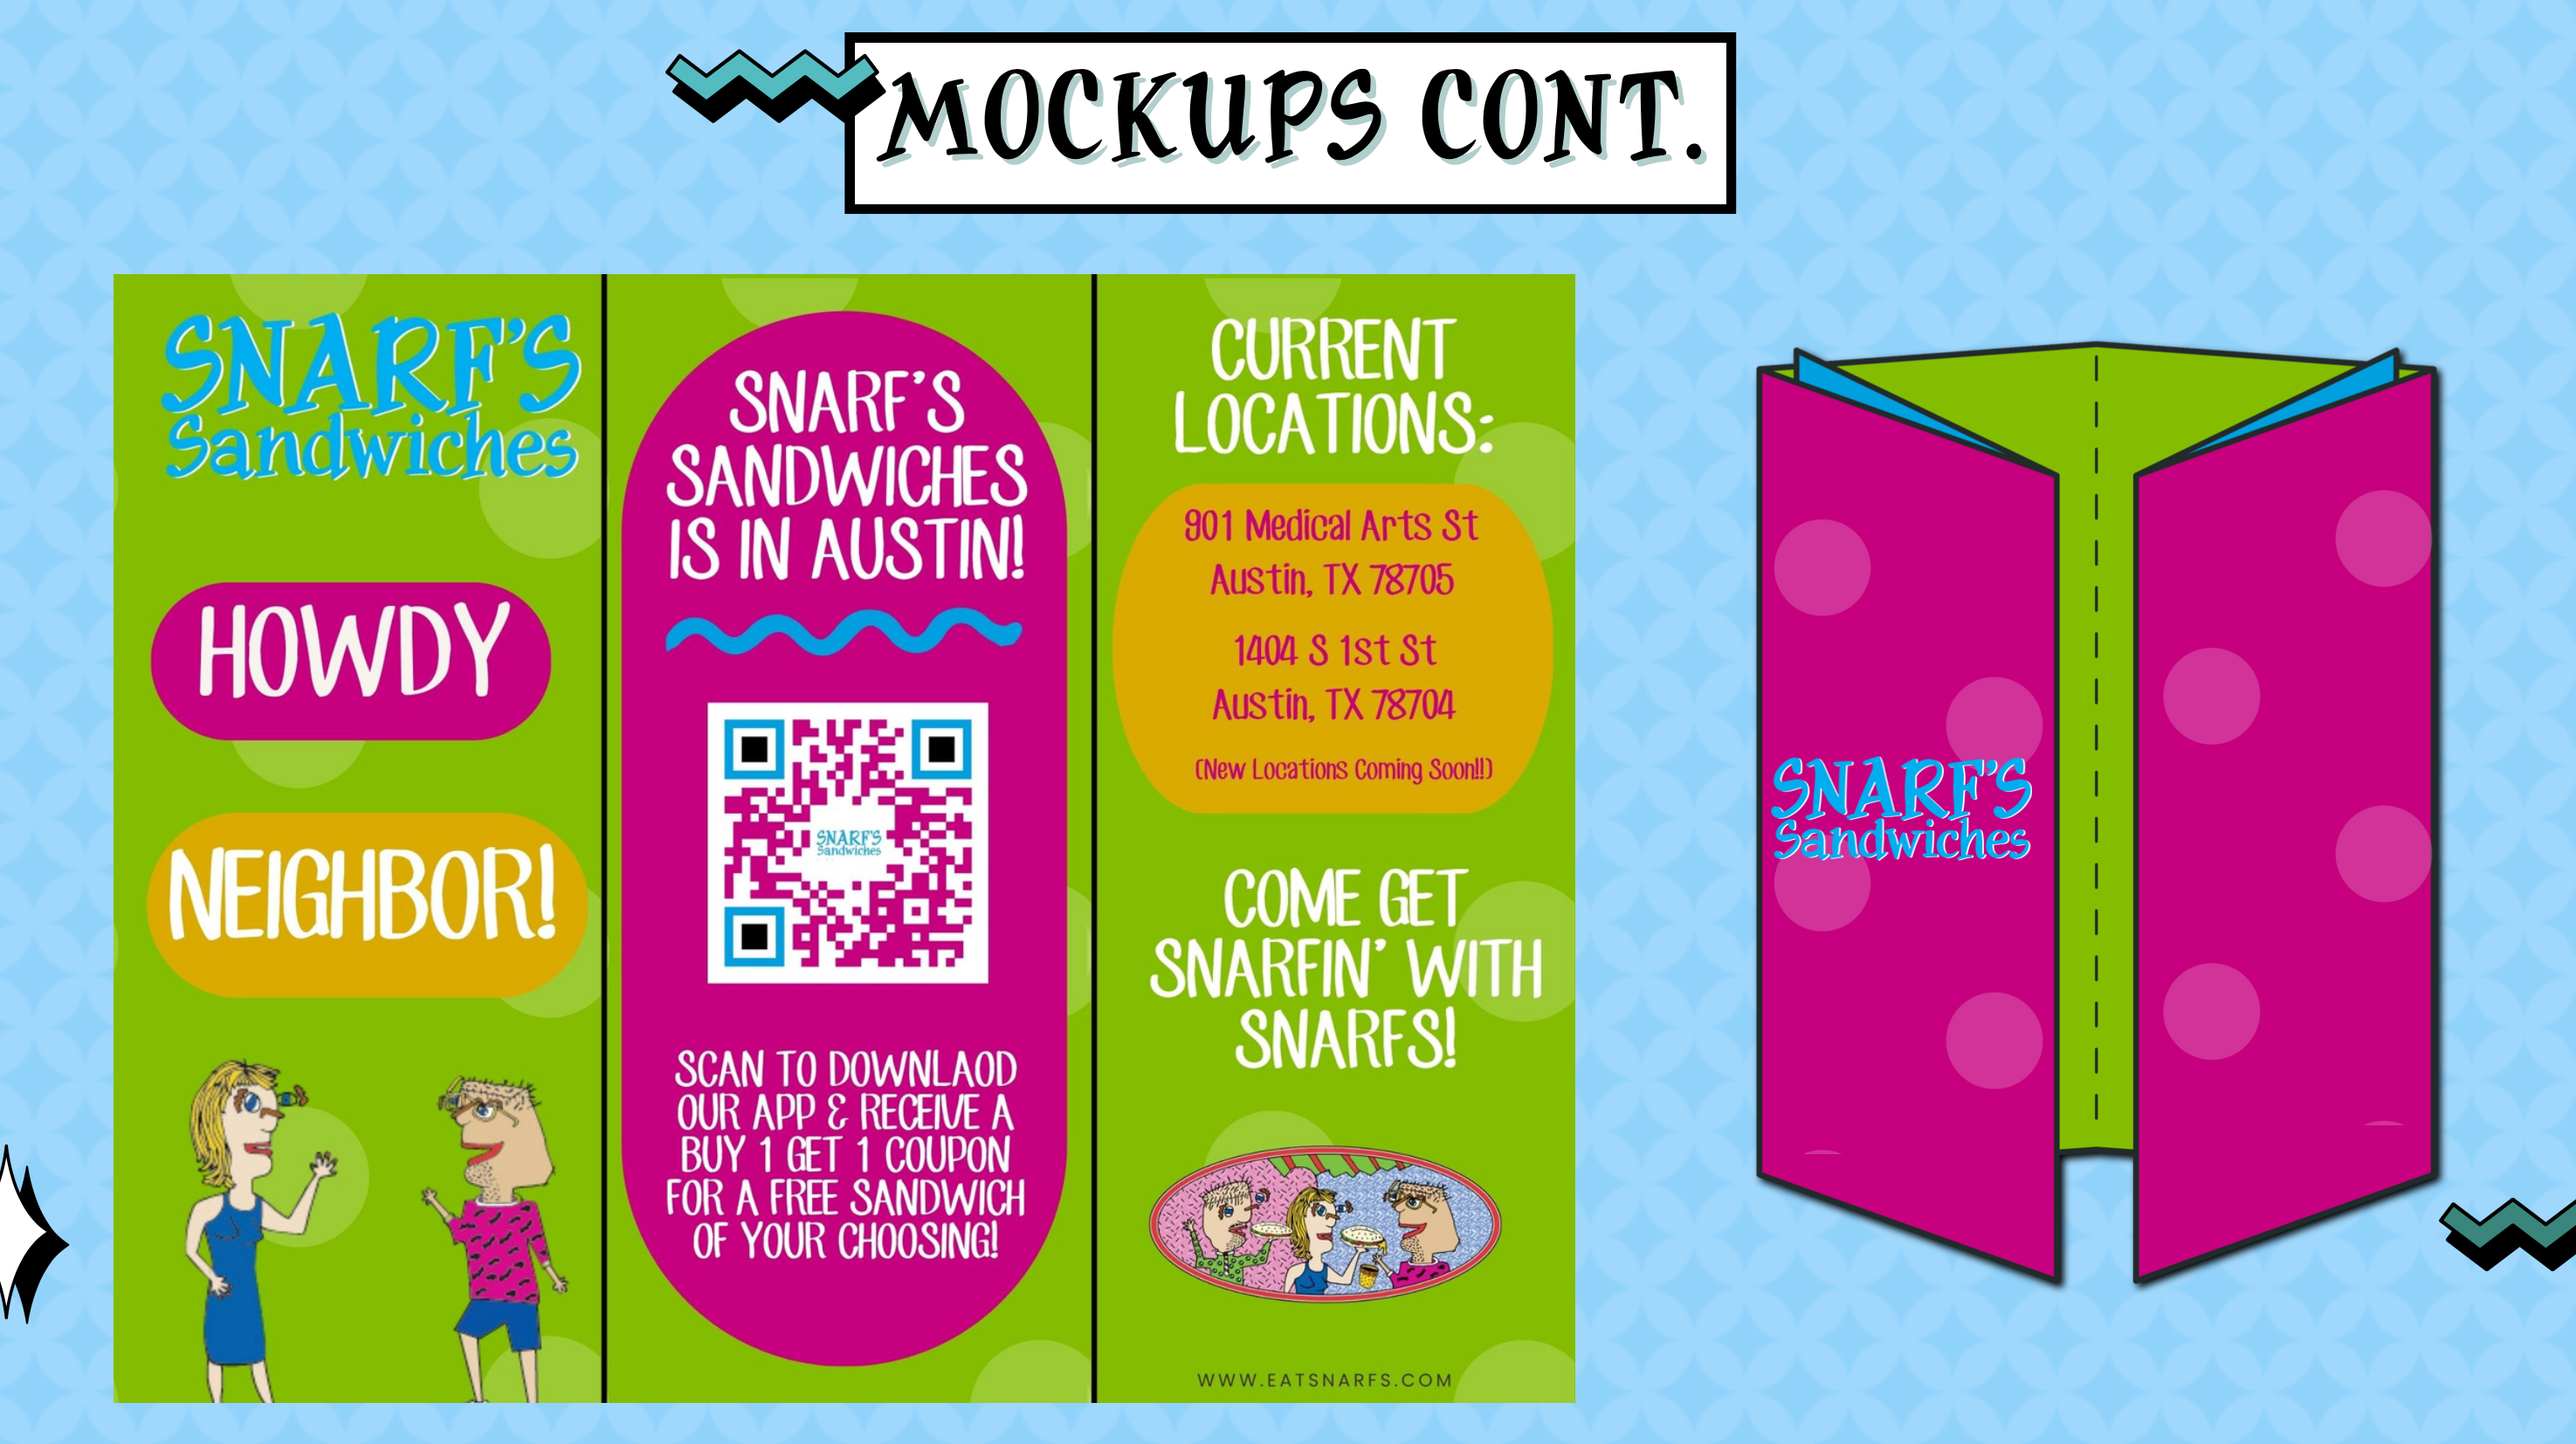 MOCKUPS CONT.
SNARF'S
Sandwiches
HOWDY
NEIGHBOR!
SNARF'S
SANDWICHES
IS IN AUSTIN!
SNARF'S
Sandwiches
SCAN TO DOWNLAOD
OUR APP & RECEIVE A
BUY 1 GET 1 COUPON
FOR A FREE SANDWICH
OF YOUR CHOOSING!
CURRENT
LOCATIONS:
901 Medical Arts St
Austin, TX 78705
1404 S 1st St
Austin, TX 78704
(New Locations Coming Soon!!)
COME GET
SNARFIN' WITH
SNARFS!
WWW.EATSNARFS.COM
SNARF'S
Sandwiches